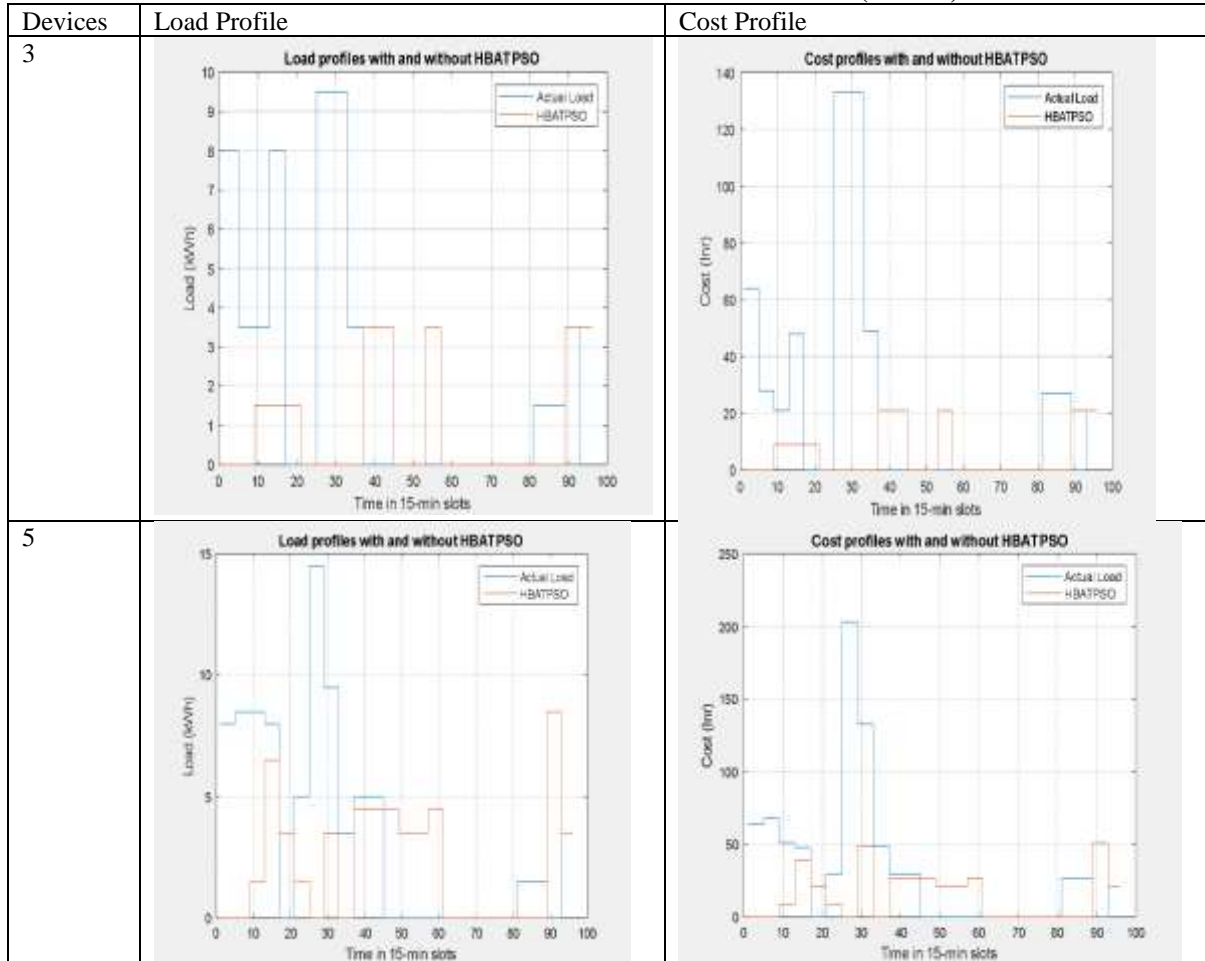 Devices
Load Profile
Cost Profile
3
Load profiles with and without HBATPSO
10
9
8
7
6
5
4
3
2
1
0
Load (kWh)
Actual Load
HBATPSO
0 10 20 30 40 50 60 70 80 90 100
Time in 15-min slots
Cost profiles with and without HBATPSO
140
120
100
80
60
40
20
0
Cost (Inr)
Actual Load
HBATPSO
0 10 20 30 40 50 60 70 80 90 100
Time in 15-min slots
5
Load profiles with and without HBATPSO
15
10
5
0
Load (kWh)
Actual Load
HBATPSO
0 10 20 30 40 50 60 70 80 90 100
Time in 15-min slots
Cost profiles with and without HBATPSO
250
200
150
100
50
0
Cost (Inr)
Actual Load
HBATPSO
0 10 20 30 40 50 60 70 80 90 100
Time in 15-min slots